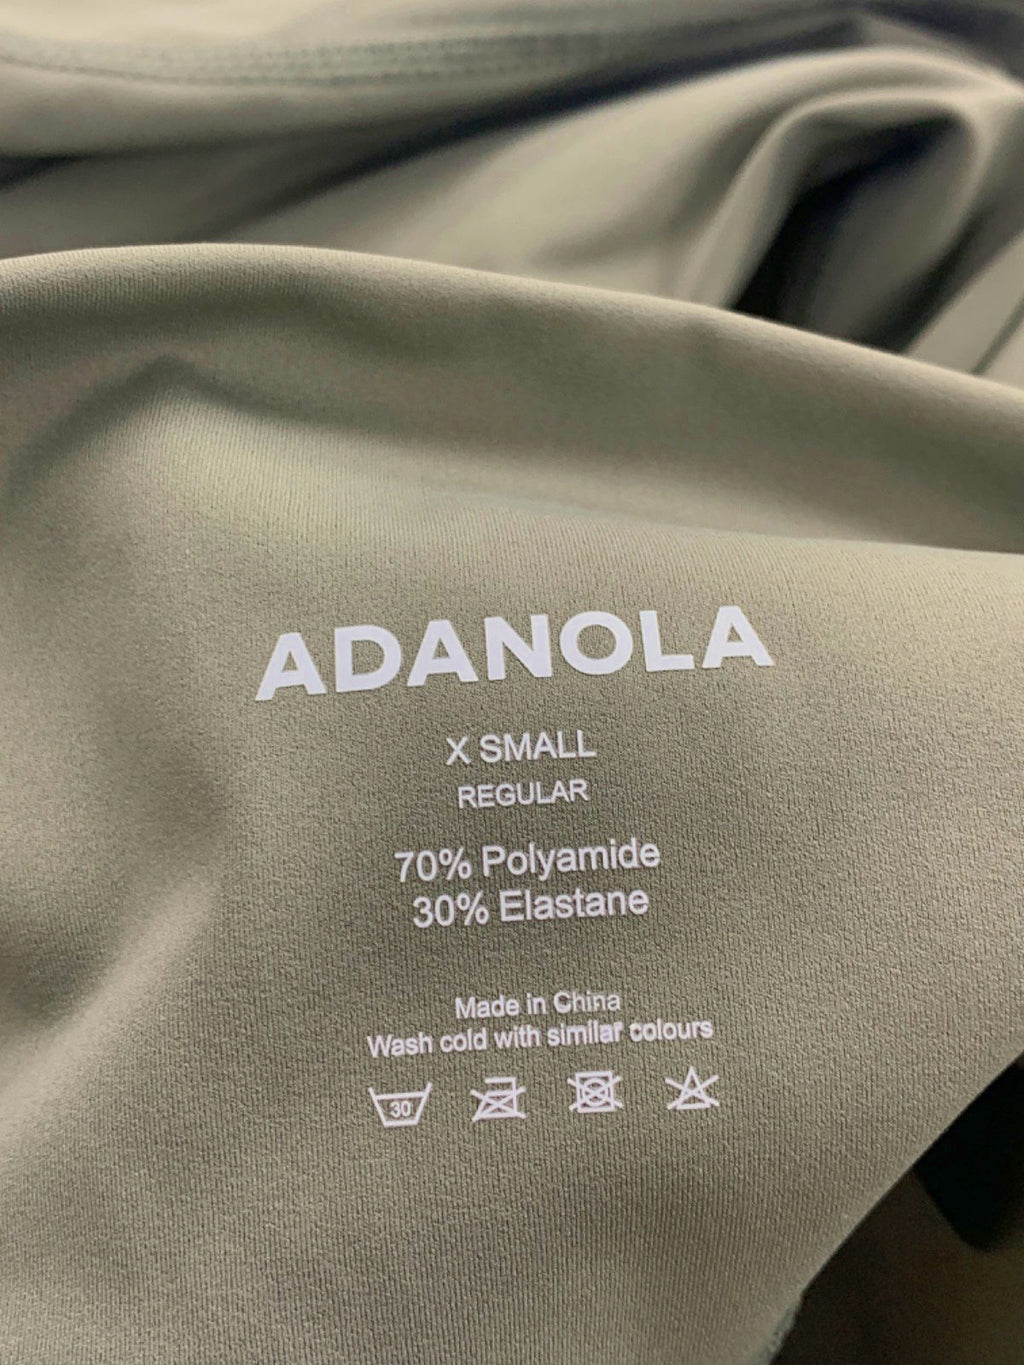 ADANOLA
X SMALL
REGULAR
70% Polyamide
30% Elastane
Made in China
Wash cold with similar colours
30